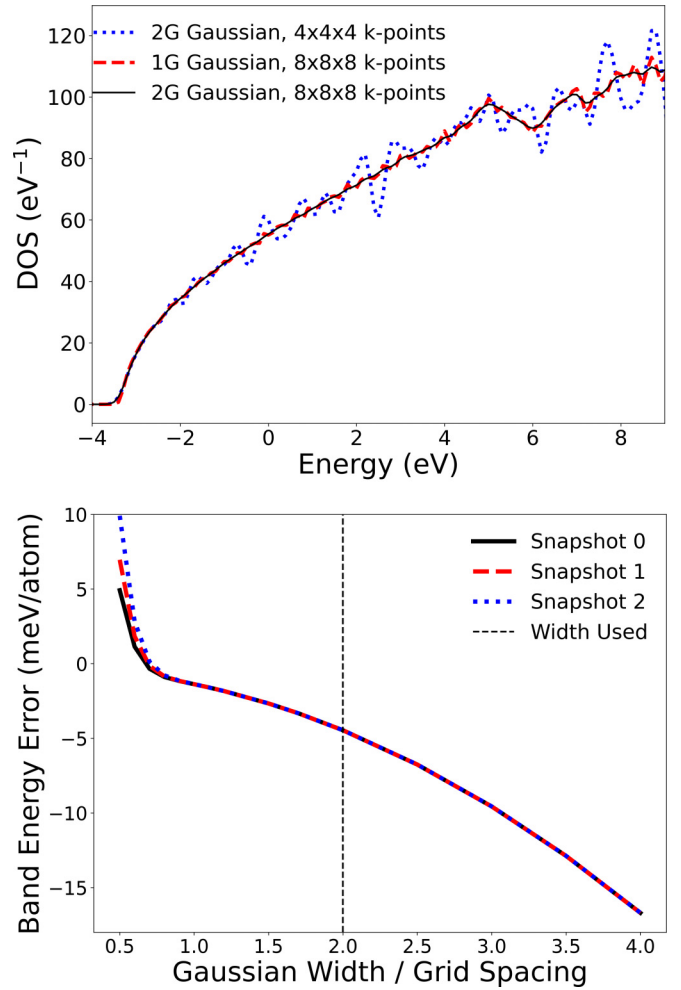 120
100
80
60
40
20
0
DOS (eV⁻¹)
2G Gaussian, 4x4x4 k-points
1G Gaussian, 8x8x8 k-points
2G Gaussian, 8x8x8 k-points
−4 −2 0 2 4 6 8
Energy (eV)
10
5
0
−5
−10
−15
Band Energy Error (meV/atom)
Snapshot 0
Snapshot 1
Snapshot 2
Width Used
0.5 1.0 1.5 2.0 2.5 3.0 3.5 4.0
Gaussian Width / Grid Spacing